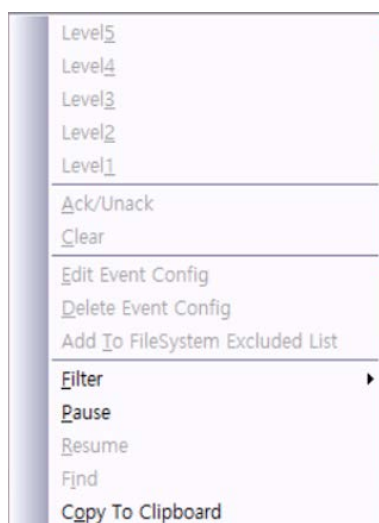 Level5
Level4
Level3
Level2
Level1
Ack/Unack
Clear
Edit Event Config
Delete Event Config
Add To FileSystem Excluded List
Filter
Pause
Resume
Find
Copy To Clipboard